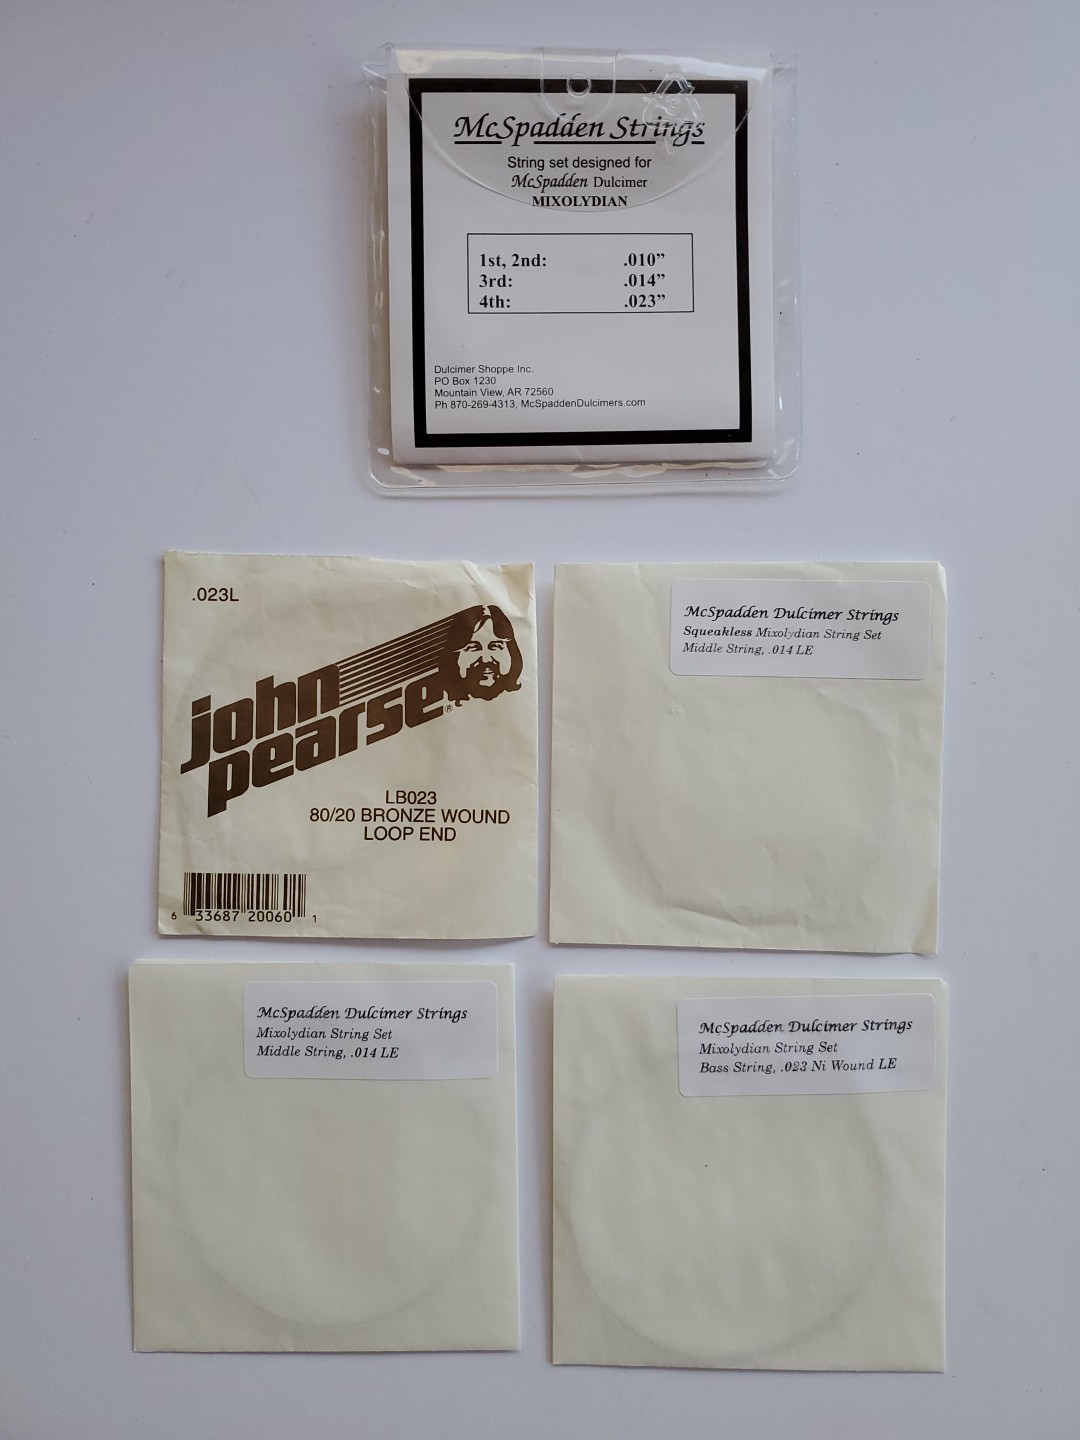 McSpadden Strings
String set designed for
McSpadden Dulcimer
MIXOLYDIAN
1st, 2nd: .010”
3rd: .014”
4th: .023”
Dulcimer Shoppe Inc.
PO Box 1230
Mountain View, AR 72560
Ph 870-269-4313, McSpaddenDulcimers.com
.023L
john
pearse®
LB023
80/20 BRONZE WOUND
LOOP END
6 33687 20060 1
McSpadden Dulcimer Strings
Squeakless Mixolydian String Set
Middle String, .014 LE
McSpadden Dulcimer Strings
Mixolydian String Set
Middle String, .014 LE
McSpadden Dulcimer Strings
Mixolydian String Set
Bass String, .023 Ni Wound LE